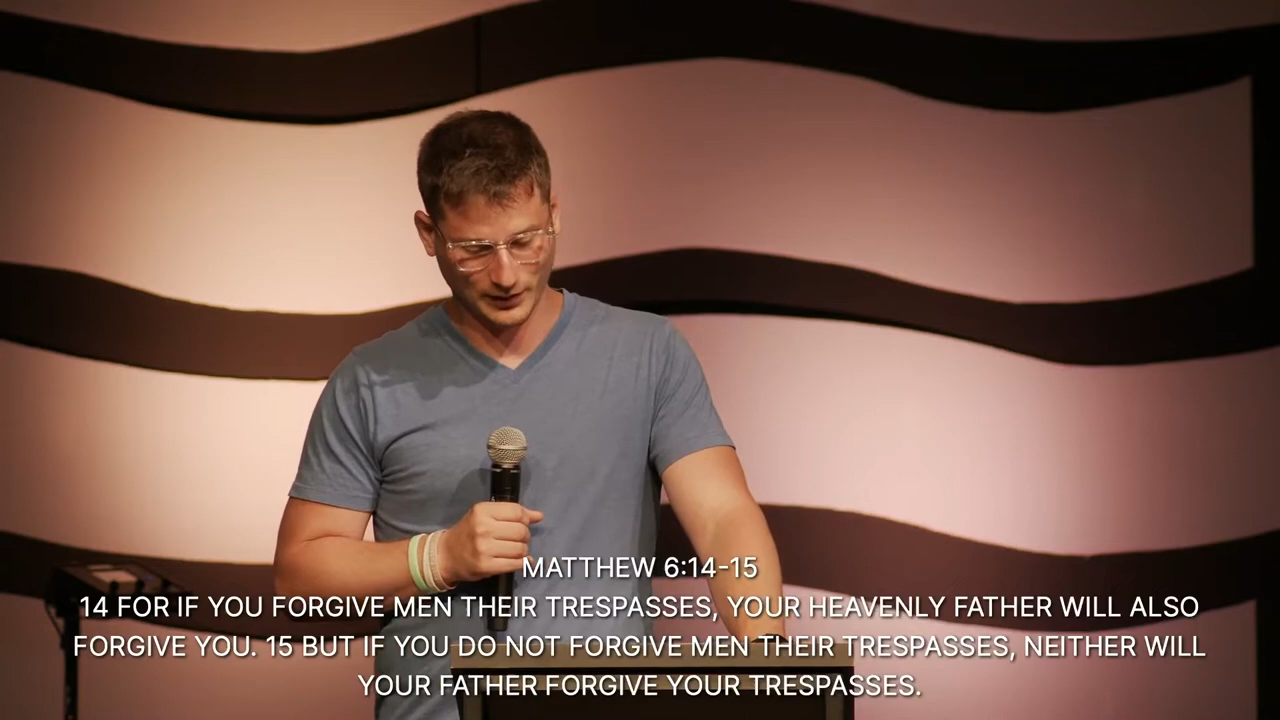 MATTHEW 6:14-15
14 FOR IF YOU FORGIVE MEN THEIR TRESPASSES, YOUR HEAVENLY FATHER WILL ALSO
FORGIVE YOU. 15 BUT IF YOU DO NOT FORGIVE MEN THEIR TRESPASSES, NEITHER WILL
YOUR FATHER FORGIVE YOUR TRESPASSES.